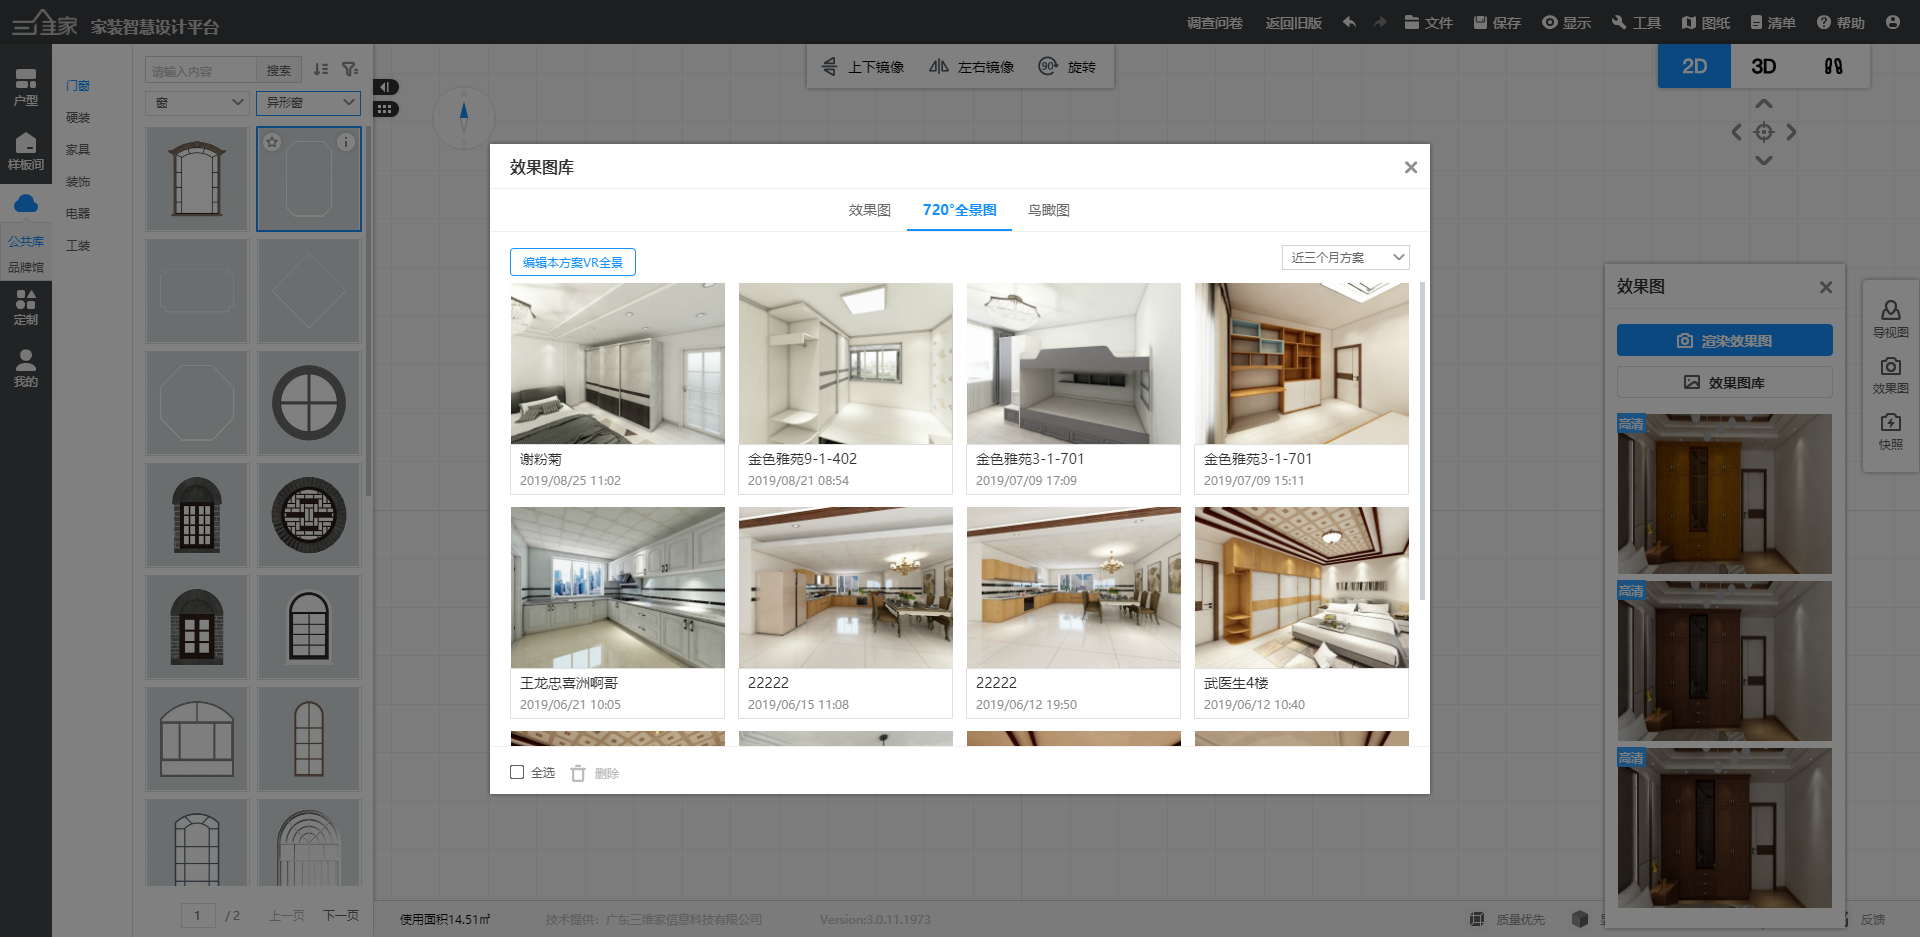 三维家 家装智慧设计平台
调查问卷 返回旧版 文件 保存 显示 工具 图纸 清单 帮助
户型
样板间
公共库
品牌馆
定制
我的
门窗
硬装
家具
装饰
电器
工装
请输入内容 搜索
窗 异形窗
1 / 2 上一页 下一页
上下镜像 左右镜像 90° 旋转
2D 3D
效果图库
效果图 720°全景图 鸟瞰图
编辑本方案VR全景 近三个月方案
谢粉菊
2019/08/25 11:02
金色雅苑9-1-402
2019/08/21 08:54
金色雅苑3-1-701
2019/07/09 17:09
金色雅苑3-1-701
2019/07/09 15:11
王龙忠喜洲啊哥
2019/06/21 10:05
22222
2019/06/15 11:08
22222
2019/06/12 19:50
武医生4楼
2019/06/12 10:40
全选 删除
效果图
渲染效果图
效果图库
高清
高清
高清
导视图
效果图
快照
使用面积14.51㎡ 技术提供：广东三维家信息科技有限公司 Version:3.0.11.1973 质量优先 反馈